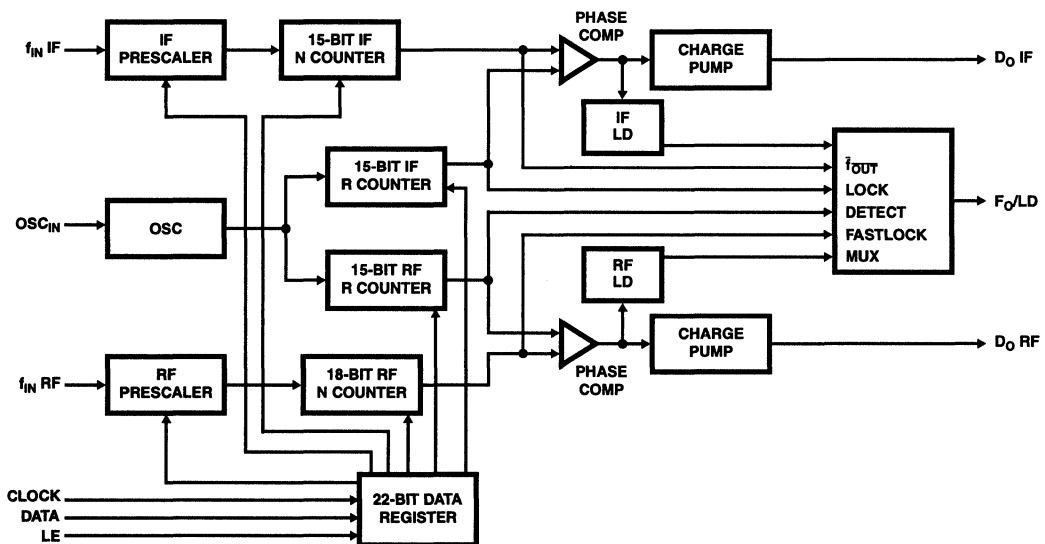 PHASE
COMP
f_IN IF
IF
PRESCALER
15-BIT IF
N COUNTER
CHARGE
PUMP
D_O IF
IF
LD
15-BIT IF
R COUNTER
f̄_OUT
LOCK
DETECT
FASTLOCK
MUX
F_O/LD
OSC_IN
OSC
15-BIT RF
R COUNTER
RF
LD
CHARGE
PUMP
D_O RF
PHASE
COMP
f_IN RF
RF
PRESCALER
18-BIT RF
N COUNTER
CLOCK
DATA
LE
22-BIT DATA
REGISTER